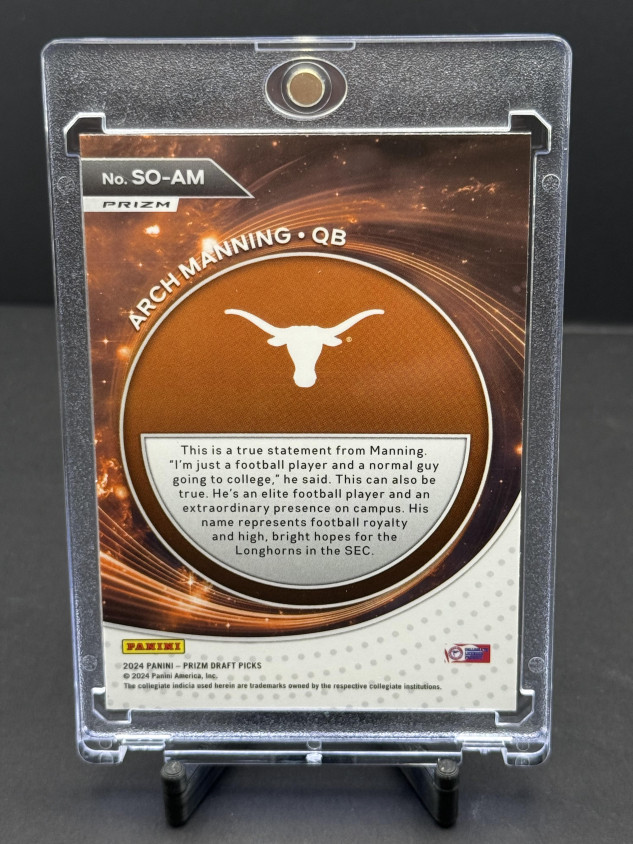 No. SO-AM
PRIZM
ARCH MANNING • QB
®
This is a true statement from Manning.
"I'm just a football player and a normal guy
going to college," he said. This can also be
true. He's an elite football player and an
extraordinary presence on campus. His
name represents football royalty
and high, bright hopes for the
Longhorns in the SEC.
PANINI
2024 PANINI – PRIZM DRAFT PICKS
© 2024 Panini America, Inc.
The collegiate indicia used herein are trademarks owned by the respective collegiate institutions.